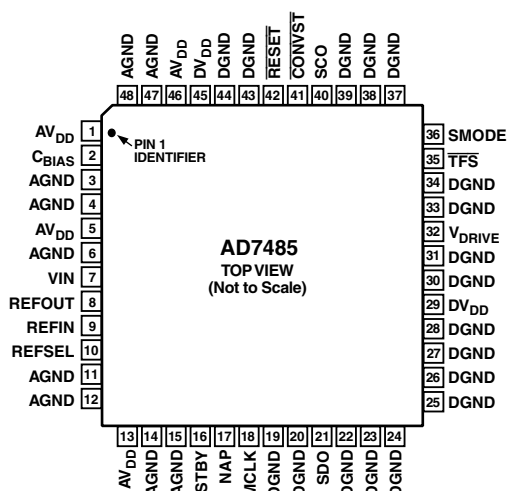 AGND
AGND
AVDD
DVDD
DGND
DGND
RESET
CONVST
SCO
DGND
DGND
DGND
48 47 46 45 44 43 42 41 40 39 38 37
AVDD 1
CBIAS 2
AGND 3
AGND 4
AVDD 5
AGND 6
VIN 7
REFOUT 8
REFIN 9
REFSEL 10
AGND 11
AGND 12
PIN 1
IDENTIFIER
AD7485
TOP VIEW
(Not to Scale)
36 SMODE
35 TFS
34 DGND
33 DGND
32 VDRIVE
31 DGND
30 DGND
29 DVDD
28 DGND
27 DGND
26 DGND
25 DGND
13 14 15 16 17 18 19 20 21 22 23 24
AVDD
AGND
AGND
STBY
NAP
MCLK
DGND
DGND
SDO
DGND
DGND
DGND